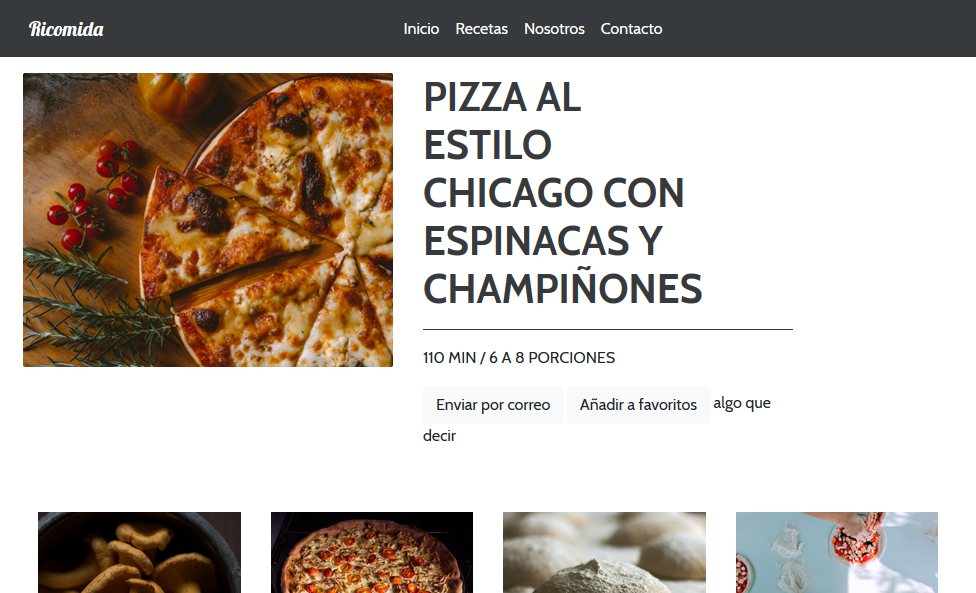 Ricomida
Inicio Recetas Nosotros Contacto
PIZZA AL
ESTILO
CHICAGO CON
ESPINACAS Y
CHAMPIÑONES
110 MIN / 6 A 8 PORCIONES
Enviar por correo Añadir a favoritos algo que
decir